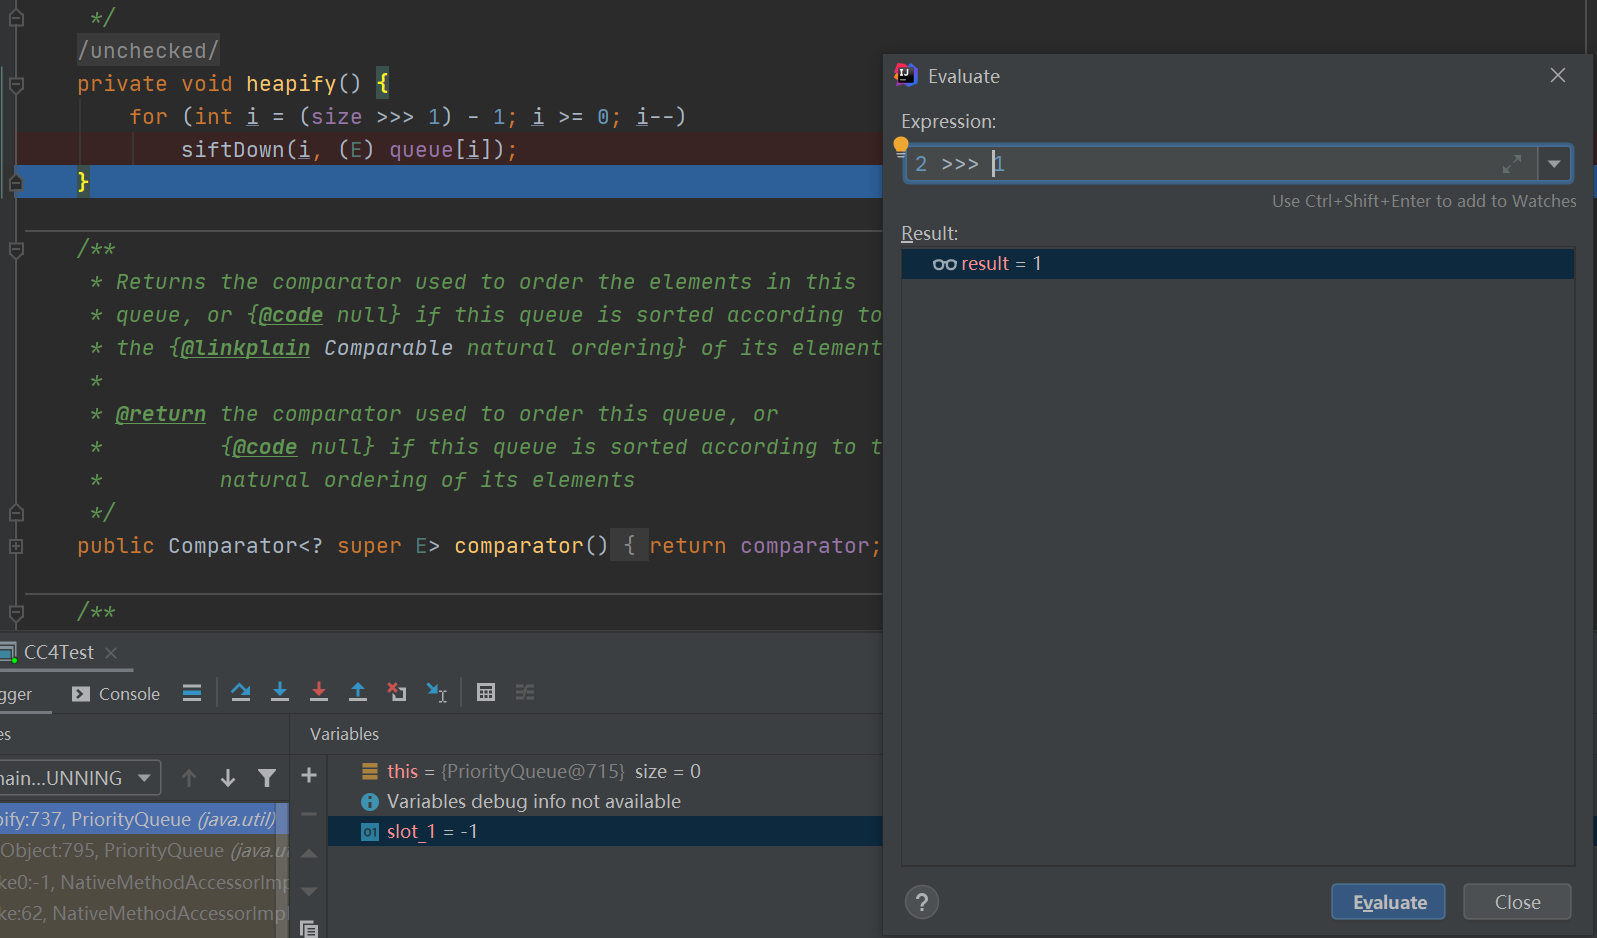 */
/unchecked/
private void heapify() {
for (int i = (size >>> 1) - 1; i >= 0; i--)
siftDown(i, (E) queue[i]);
}
/**
* Returns the comparator used to order the elements in this
* queue, or {@code null} if this queue is sorted according to
* the {@linkplain Comparable natural ordering} of its element
*
* @return the comparator used to order this queue, or
* {@code null} if this queue is sorted according to t
* natural ordering of its elements
*/
public Comparator<? super E> comparator() { return comparator;
/**
Evaluate
Expression:
2 >>> 1
Use Ctrl+Shift+Enter to add to Watches
Result:
result = 1
? Evaluate Close
CC4Test
gger Console
es Variables
nain...UNNING
this = {PriorityQueue@715} size = 0
Variables debug info not available
01 slot_1 = -1
ify:737, PriorityQueue (java.util)
Object:795, PriorityQueue (java.u
ke0:-1, NativeMethodAccessorImp
ke:62, NativeMethodAccessorImpl